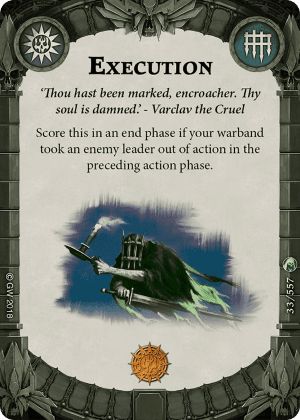 Execution
‘Thou hast been marked, encroacher. Thy
soul is damned.’ - Varclav the Cruel
Score this in an end phase if your warband
took an enemy leader out of action in the
preceding action phase.
© GW 2018
33/557